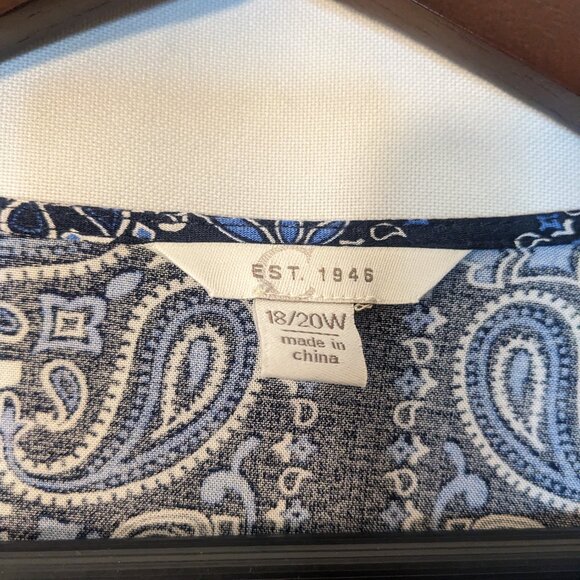 C
EST. 1946
18/20W
made in
china